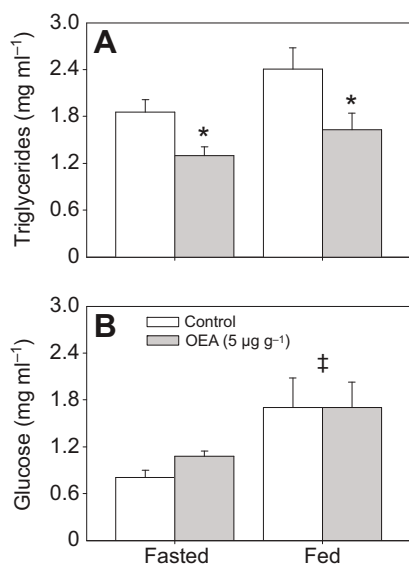 A
Triglycerides (mg ml⁻¹)
3.0
2.4
1.8
1.2
0.6
0
*
*
B
Glucose (mg ml⁻¹)
3.0
2.4
1.8
1.2
0.6
0
Control
OEA (5 µg g⁻¹)
‡
Fasted
Fed